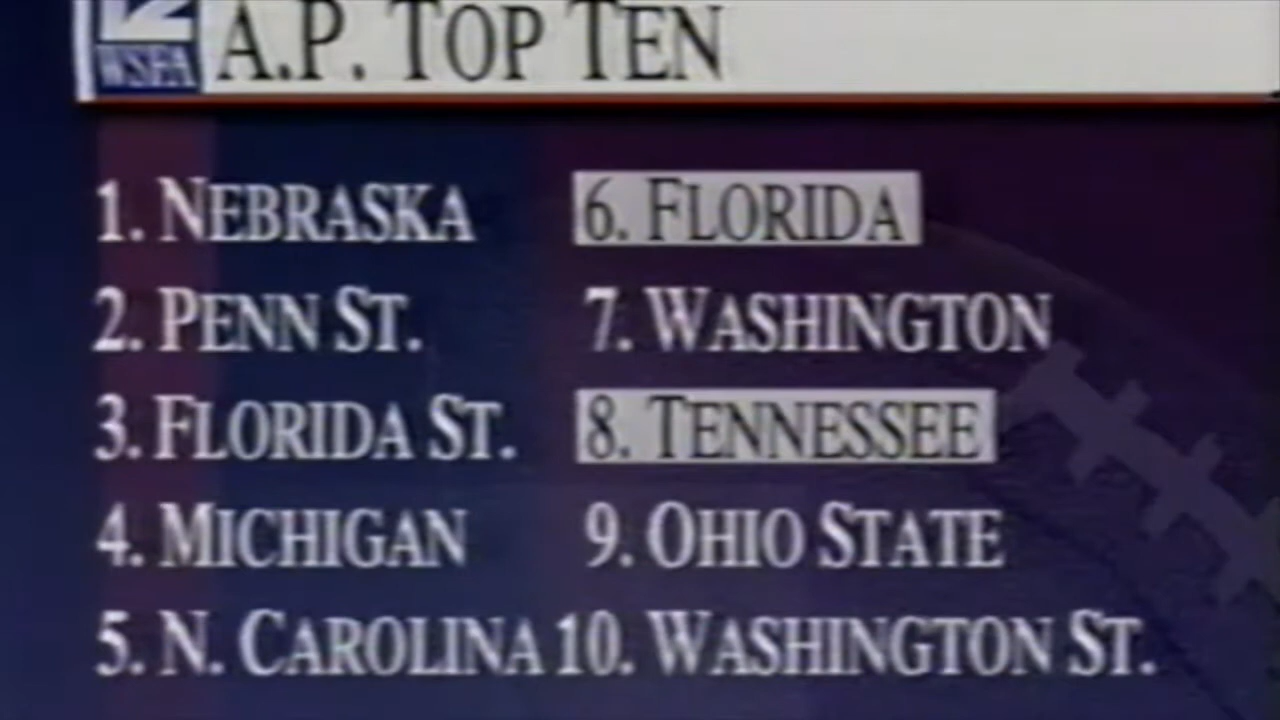 12
WSFA
A.P. TOP TEN
1. NEBRASKA
2. PENN ST.
3. FLORIDA ST.
4. MICHIGAN
5. N. CAROLINA
6. FLORIDA
7. WASHINGTON
8. TENNESSEE
9. OHIO STATE
10. WASHINGTON ST.